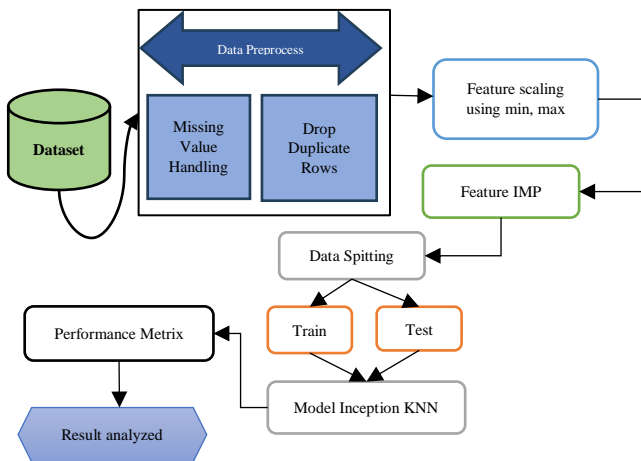 Data Preprocess
Dataset
Missing
Value
Handling
Drop
Duplicate
Rows
Feature scaling
using min, max
Feature IMP
Data Spitting
Train
Test
Model Inception KNN
Performance Metrix
Result analyzed